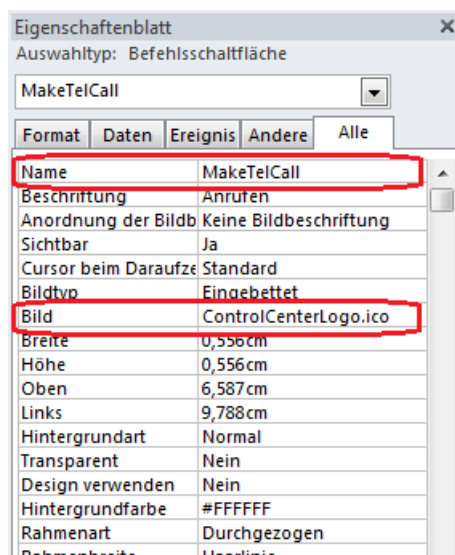 Eigenschaftenblatt
Auswahltyp: Befehlsschaltfläche
MakeTelCall
Format Daten Ereignis Andere Alle
Name MakeTelCall
Beschriftung Anrufen
Anordnung der Bildb Keine Bildbeschriftung
Sichtbar Ja
Cursor beim Daraufze Standard
Bildtyp Eingebettet
Bild ControlCenterLogo.ico
Breite 0,556cm
Höhe 0,556cm
Oben 6,587cm
Links 9,788cm
Hintergrundart Normal
Transparent Nein
Design verwenden Nein
Hintergrundfarbe #FFFFFF
Rahmenart Durchgezogen
Rahmenbreite Haarlinie